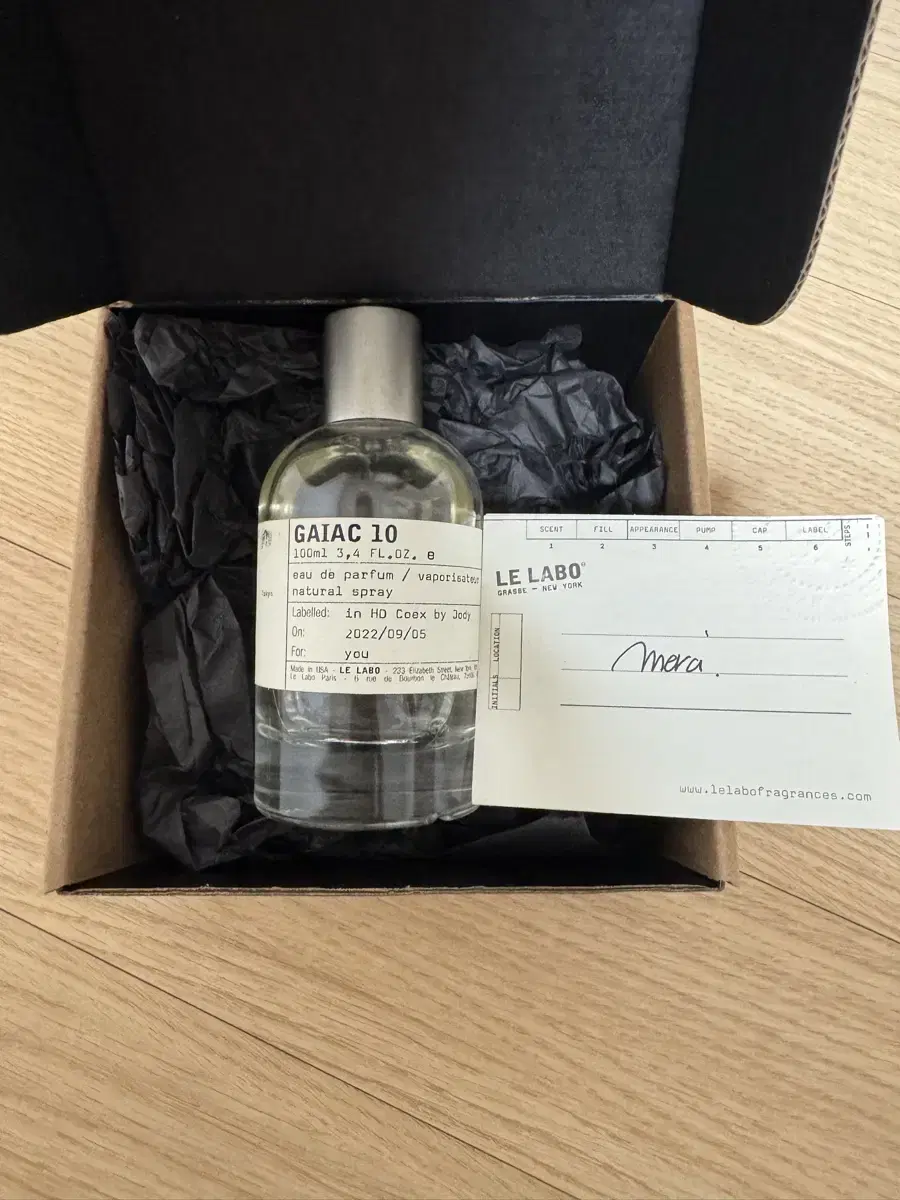 GAIAC 10
100ml 3,4 FL.OZ. e
eau de parfum / vaporisateur
natural spray
Labelled: in HD Coex by Jody
On: 2022/09/05
For: you
Made in USA - LE LABO - 233 Elizabeth Street, New York
Le Labo Paris - 6 rue de Bourbon le Château,
Tokyo
SCENT FILL APPEARANCE PUMP CAP LABEL
1 2 3 4 5 6
STEPS
LE LABO
GRASSE - NEW YORK
LOCATION
INITIALS
www.lelabofragrances.com